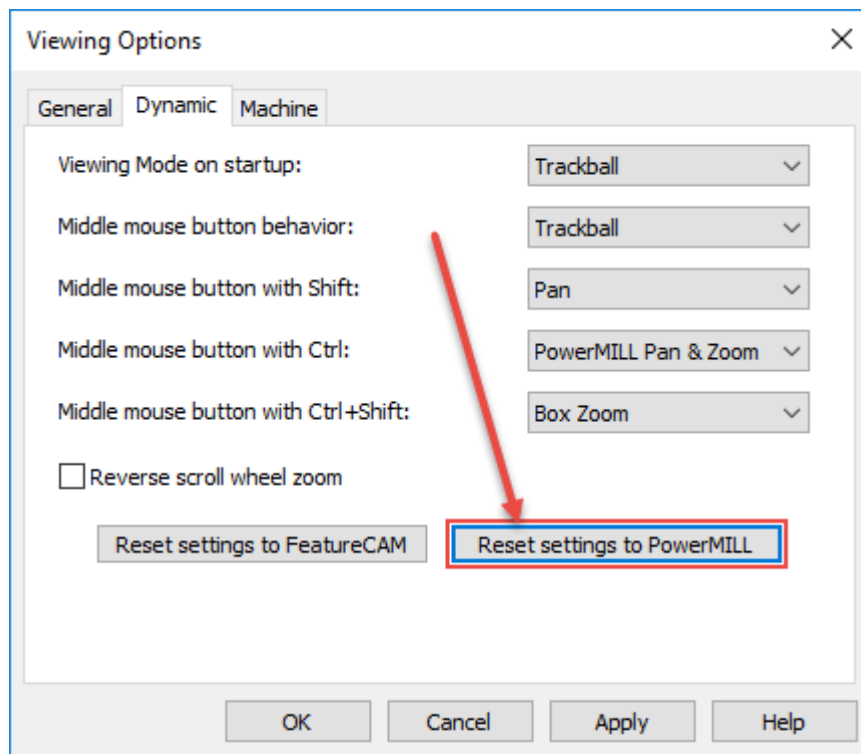 Viewing Options
General Dynamic Machine
Viewing Mode on startup: Trackball
Middle mouse button behavior: Trackball
Middle mouse button with Shift: Pan
Middle mouse button with Ctrl: PowerMILL Pan & Zoom
Middle mouse button with Ctrl+Shift: Box Zoom
Reverse scroll wheel zoom
Reset settings to FeatureCAM Reset settings to PowerMILL
OK Cancel Apply Help